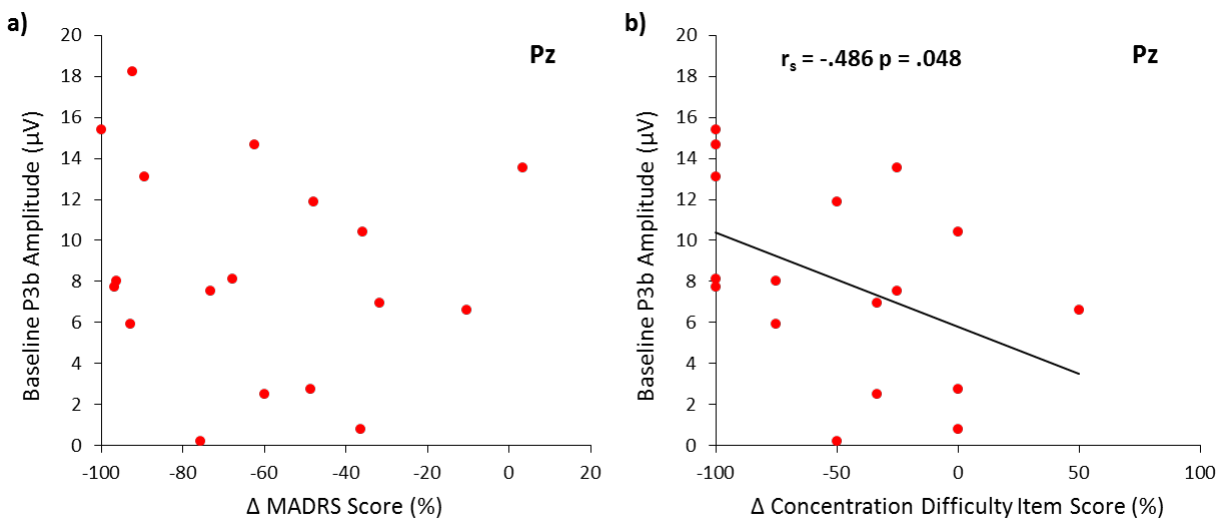 a)
Pz
Baseline P3b Amplitude (µV)
20
18
16
14
12
10
8
6
4
2
0
-100 -80 -60 -40 -20 0 20
Δ MADRS Score (%)
b)
rs = -.486 p = .048
Pz
Baseline P3b Amplitude (µV)
20
18
16
14
12
10
8
6
4
2
0
-100 -50 0 50 100
Δ Concentration Difficulty Item Score (%)